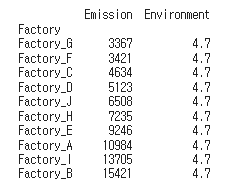 Emission Environment
Factory
Factory_G 3367 4.7
Factory_F 3421 4.7
Factory_C 4634 4.7
Factory_D 5123 4.7
Factory_J 6508 4.7
Factory_H 7235 4.7
Factory_E 9246 4.7
Factory_A 10984 4.7
Factory_I 13705 4.7
Factory_B 15421 4.7